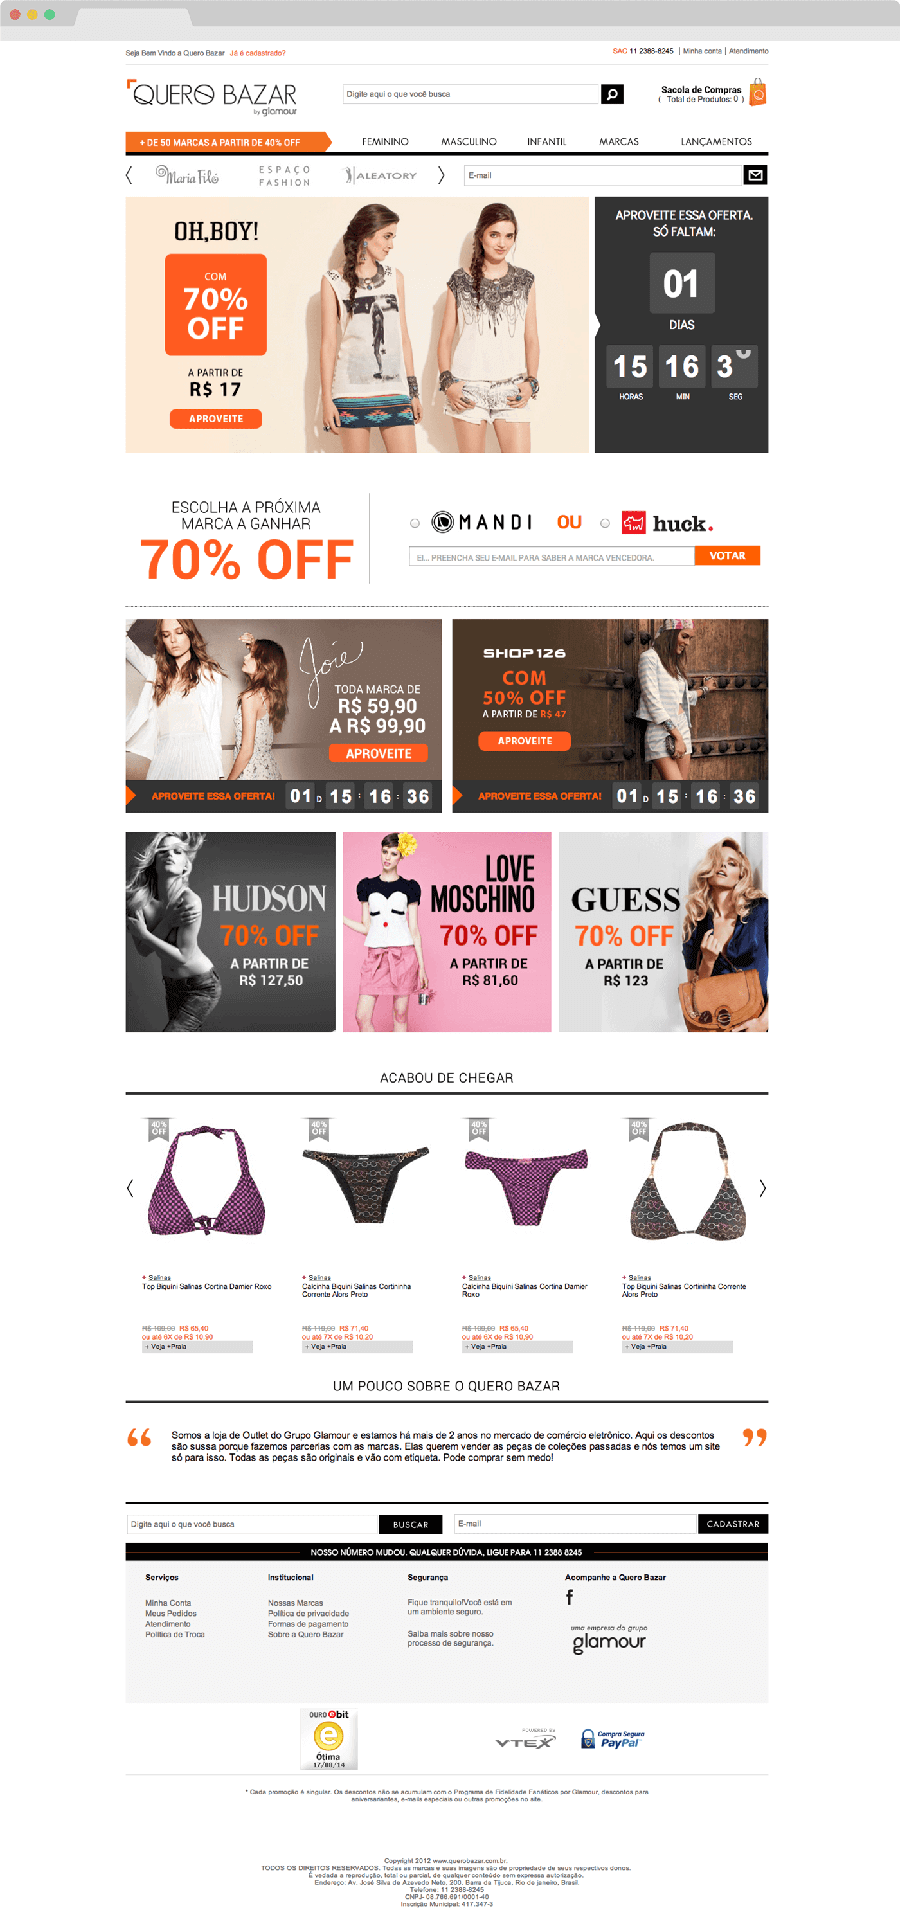 Seja Bem Vindo a Quero Bazar Já é cadastrado?
SAC 11 2388-8245 | Minha conta | Atendimento
QUERO BAZAR
by glamour
Digite aqui o que você busca
Sacola de Compras
( Total de Produtos: 0 )
+ DE 50 MARCAS A PARTIR DE 40% OFF
FEMININO MASCULINO INFANTIL MARCAS LANÇAMENTOS
Maria Filó
ESPAÇO
FASHION
ALEATORY
E-mail
OH,BOY!
COM
70%
OFF
A PARTIR DE
R$ 17
APROVEITE
APROVEITE ESSA OFERTA.
SÓ FALTAM:
01
DIAS
15 16 3
HORAS MIN SEG
ESCOLHA A PRÓXIMA
MARCA A GANHAR
70% OFF
MANDI OU huck.
EI... PREENCHA SEU E-MAIL PARA SABER A MARCA VENCEDORA.
VOTAR
Joie
TODA MARCA DE
R$ 59,90
A R$ 99,90
APROVEITE
APROVEITE ESSA OFERTA! 01 D 15 : 16 : 36
SHOP 126
COM
50% OFF
A PARTIR DE R$ 47
APROVEITE
APROVEITE ESSA OFERTA! 01 D 15 : 16 : 36
HUDSON
70% OFF
A PARTIR DE
R$ 127,50
LOVE
MOSCHINO
70% OFF
A PARTIR DE
R$ 81,60
GUESS
70% OFF
A PARTIR DE
R$ 123
ACABOU DE CHEGAR
40%
OFF
40%
OFF
40%
OFF
40%
OFF
+ Salinas
Top Biquini Salinas Cortina Damier Roxo
R$ 109,00 R$ 65,40
ou até 6X de R$ 10,90
+ Veja +Praia
+ Salinas
Calcinha Biquini Salinas Cortininha
Corrente Alors Preto
R$ 119,00 R$ 71,40
ou até 7X de R$ 10,20
+ Veja +Praia
+ Salinas
Calcinha Biquini Salinas Cortina Damier
Roxo
R$ 109,00 R$ 65,40
ou até 6X de R$ 10,90
+ Veja +Praia
+ Salinas
Top Biquini Salinas Cortininha Corrente
Alors Preto
R$ 119,00 R$ 71,40
ou até 7X de R$ 10,20
+ Veja +Praia
UM POUCO SOBRE O QUERO BAZAR
“ Somos a loja de Outlet do Grupo Glamour e estamos há mais de 2 anos no mercado de comércio eletrônico. Aqui os descontos ”
são sussa porque fazemos parcerias com as marcas. Elas querem vender as peças de coleções passadas e nós temos um site
só para isso. Todas as peças são originais e vão com etiqueta. Pode comprar sem medo!
Digite aqui o que você busca
BUSCAR
E-mail
CADASTRAR
NOSSO NÚMERO MUDOU. QUALQUER DÚVIDA, LIGUE PARA 11 2388 8245
Serviços
Minha Conta
Meus Pedidos
Atendimento
Política de Troca
Institucional
Nossas Marcas
Política de privacidade
Formas de pagamento
Sobre a Quero Bazar
Segurança
Fique tranquilo!Você está em
um ambiente seguro.
Saiba mais sobre nosso
processo de segurança.
Acompanhe a Quero Bazar
f
uma empresa do grupo
glamour
OURO ebit
e
Ótima
17/08/14
POWERED BY
VTEX
Compra Segura
PayPal
* Cada promoção é singular. Os descontos não se acumulam com o Programa de Fidelidade Fanáticos por Glamour, descontos para
aniversariantes, e-mails especiais ou outras promoções no site.
Copyright 2012 www.querobazar.com.br.
TODOS OS DIREITOS RESERVADOS. Todas as marcas e suas imagens são de propriedade de seus respectivos donos.
É vedada a reprodução, total ou parcial, de qualquer conteúdo sem expressa autorização.
Endereço: Av. José Silva de Azevedo Neto, 200. Barra da Tijuca. Rio de janeiro, Brasil
Telefone: 11 2388-8245
CNPJ- 08.786.691/0001-40
Inscrição Munincipal: 417.347-3